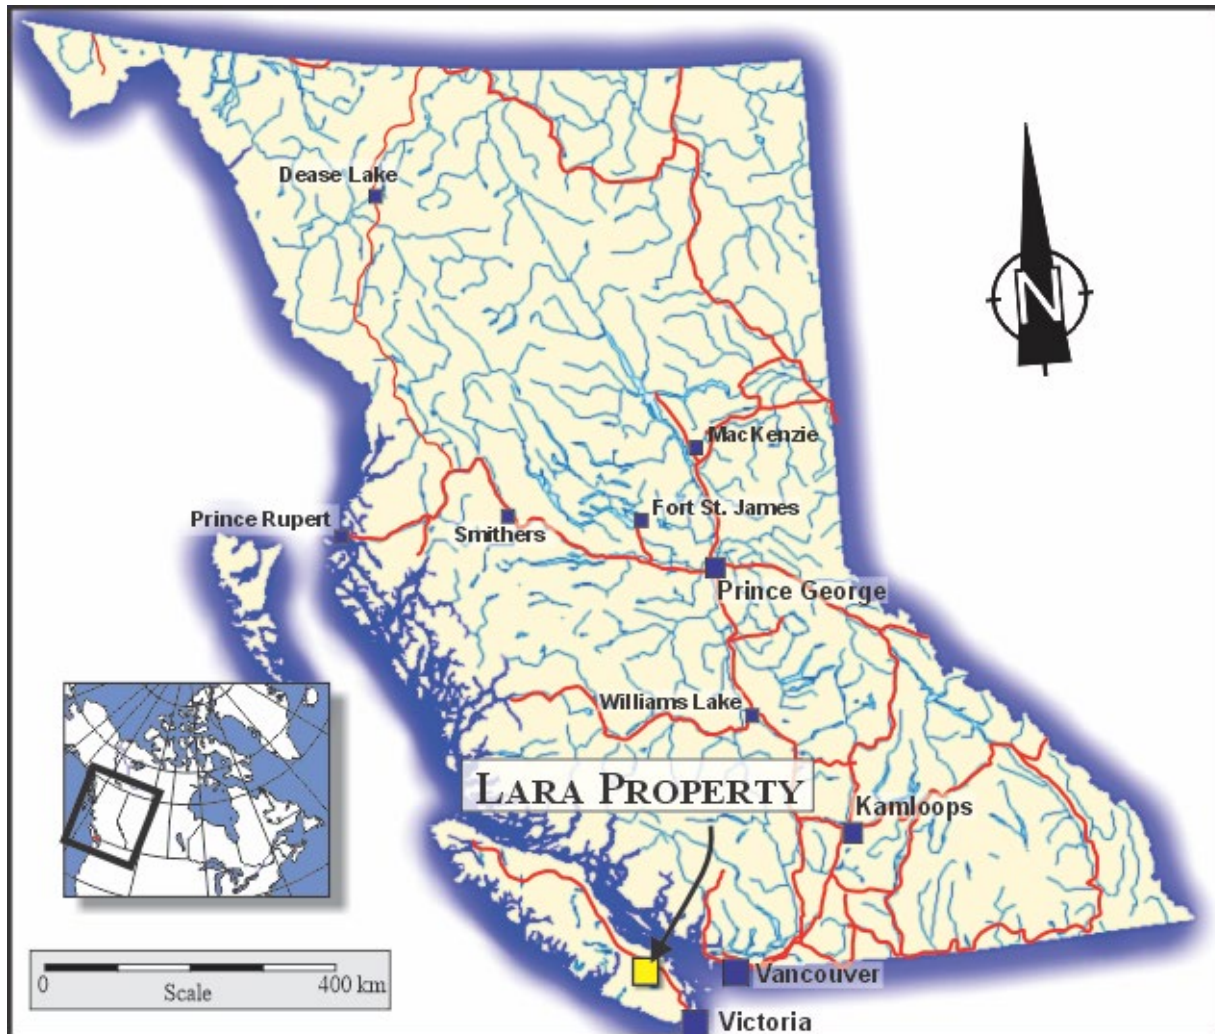 Dease Lake
N
MacKenzie
Fort St. James
Prince Rupert
Smithers
Prince George
Williams Lake
LARA PROPERTY
Kamloops
0
400 km
Scale
Vancouver
Victoria